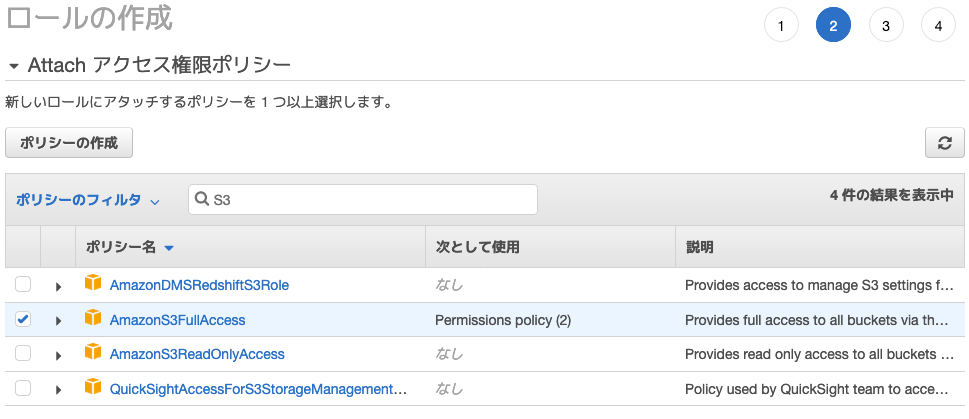 ロールの作成
1 2 3 4
Attach アクセス権限ポリシー
新しいロールにアタッチするポリシーを 1 つ以上選択します。
ポリシーの作成
ポリシーのフィルタ S3 4 件の結果を表示中
ポリシー名 次として使用 説明
AmazonDMSRedshiftS3Role なし Provides access to manage S3 settings f…
AmazonS3FullAccess Permissions policy (2) Provides full access to all buckets via th…
AmazonS3ReadOnlyAccess なし Provides read only access to all buckets …
QuickSightAccessForS3StorageManagement… なし Policy used by QuickSight team to acce…